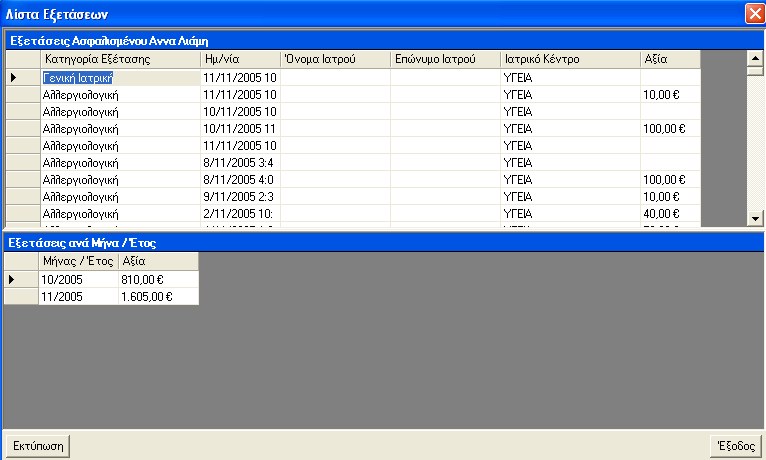 Λίστα Εξετάσεων
Εξετάσεις Ασφαλισμένου Αννα Λιάμη
Κατηγορία Εξέτασης Ημ/νία Όνομα Ιατρού Επώνυμο Ιατρού Ιατρικό Κέντρο Αξία
Γενική Ιατρική 11/11/2005 10 ΥΓΕΙΑ
Αλλεργιολογική 11/11/2005 10 ΥΓΕΙΑ 10,00 €
Αλλεργιολογική 10/11/2005 10 ΥΓΕΙΑ
Αλλεργιολογική 10/11/2005 11 ΥΓΕΙΑ 100,00 €
Αλλεργιολογική 11/11/2005 10 ΥΓΕΙΑ
Αλλεργιολογική 8/11/2005 3:4 ΥΓΕΙΑ
Αλλεργιολογική 8/11/2005 4:0 ΥΓΕΙΑ 100,00 €
Αλλεργιολογική 9/11/2005 2:3 ΥΓΕΙΑ 10,00 €
Αλλεργιολογική 2/11/2005 10: ΥΓΕΙΑ 40,00 €
Εξετάσεις ανά Μήνα / Έτος
Μήνας / Έτος Αξία
10/2005 810,00 €
11/2005 1.605,00 €
Εκτύπωση Έξοδος